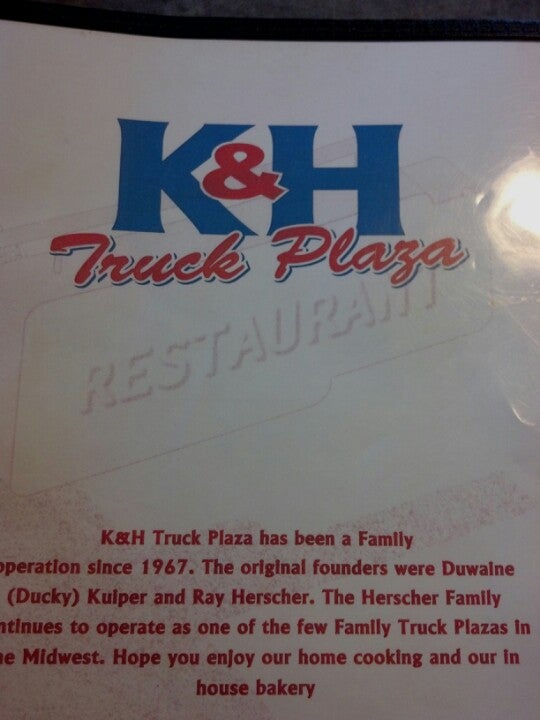 K&H
Truck Plaza
RESTAURANT
K&H Truck Plaza has been a Family
operation since 1967. The original founders were Duwaine
(Ducky) Kuiper and Ray Herscher. The Herscher Family
ntinues to operate as one of the few Family Truck Plazas in
he Midwest. Hope you enjoy our home cooking and our in
house bakery